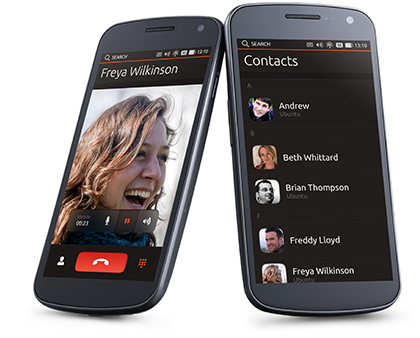 SEARCH
13:10
Freya Wilkinson
Mobile
00:23
SEARCH
13:10
Contacts
A
Andrew
Ubuntu
B
Beth Whittard
Brian Thompson
Ubuntu
F
Freddy Lloyd
Freya Wilkinson
Ubuntu